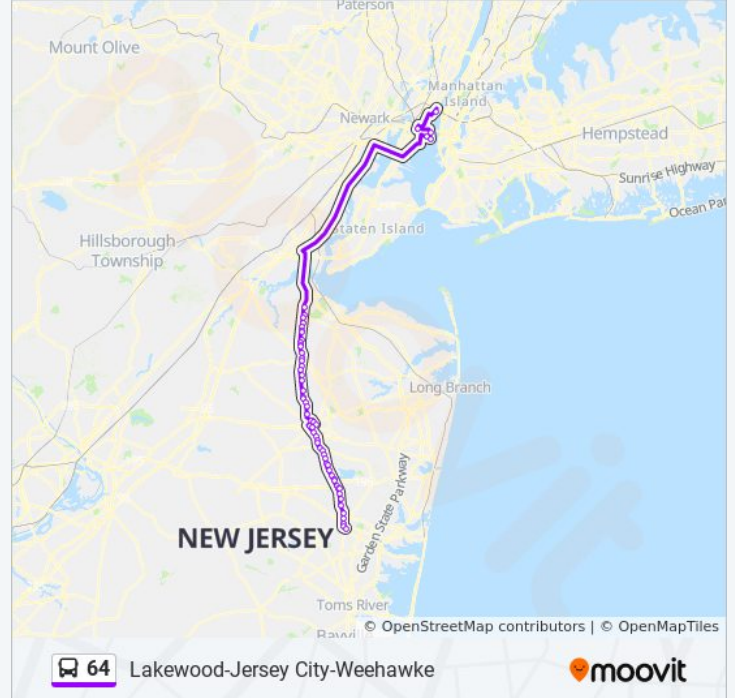 Paterson
Mount Olive
Manhattan
Island
Newark
Hempstead
Sunrise Highway
Ocean Par
Staten Island
Hillsborough
Township
Long Branch
Garden State Parkway
NEW JERSEY
Toms River
Bayvill
© OpenStreetMap contributors | © OpenMapTiles
64 Lakewood-Jersey City-Weehawke
moovit